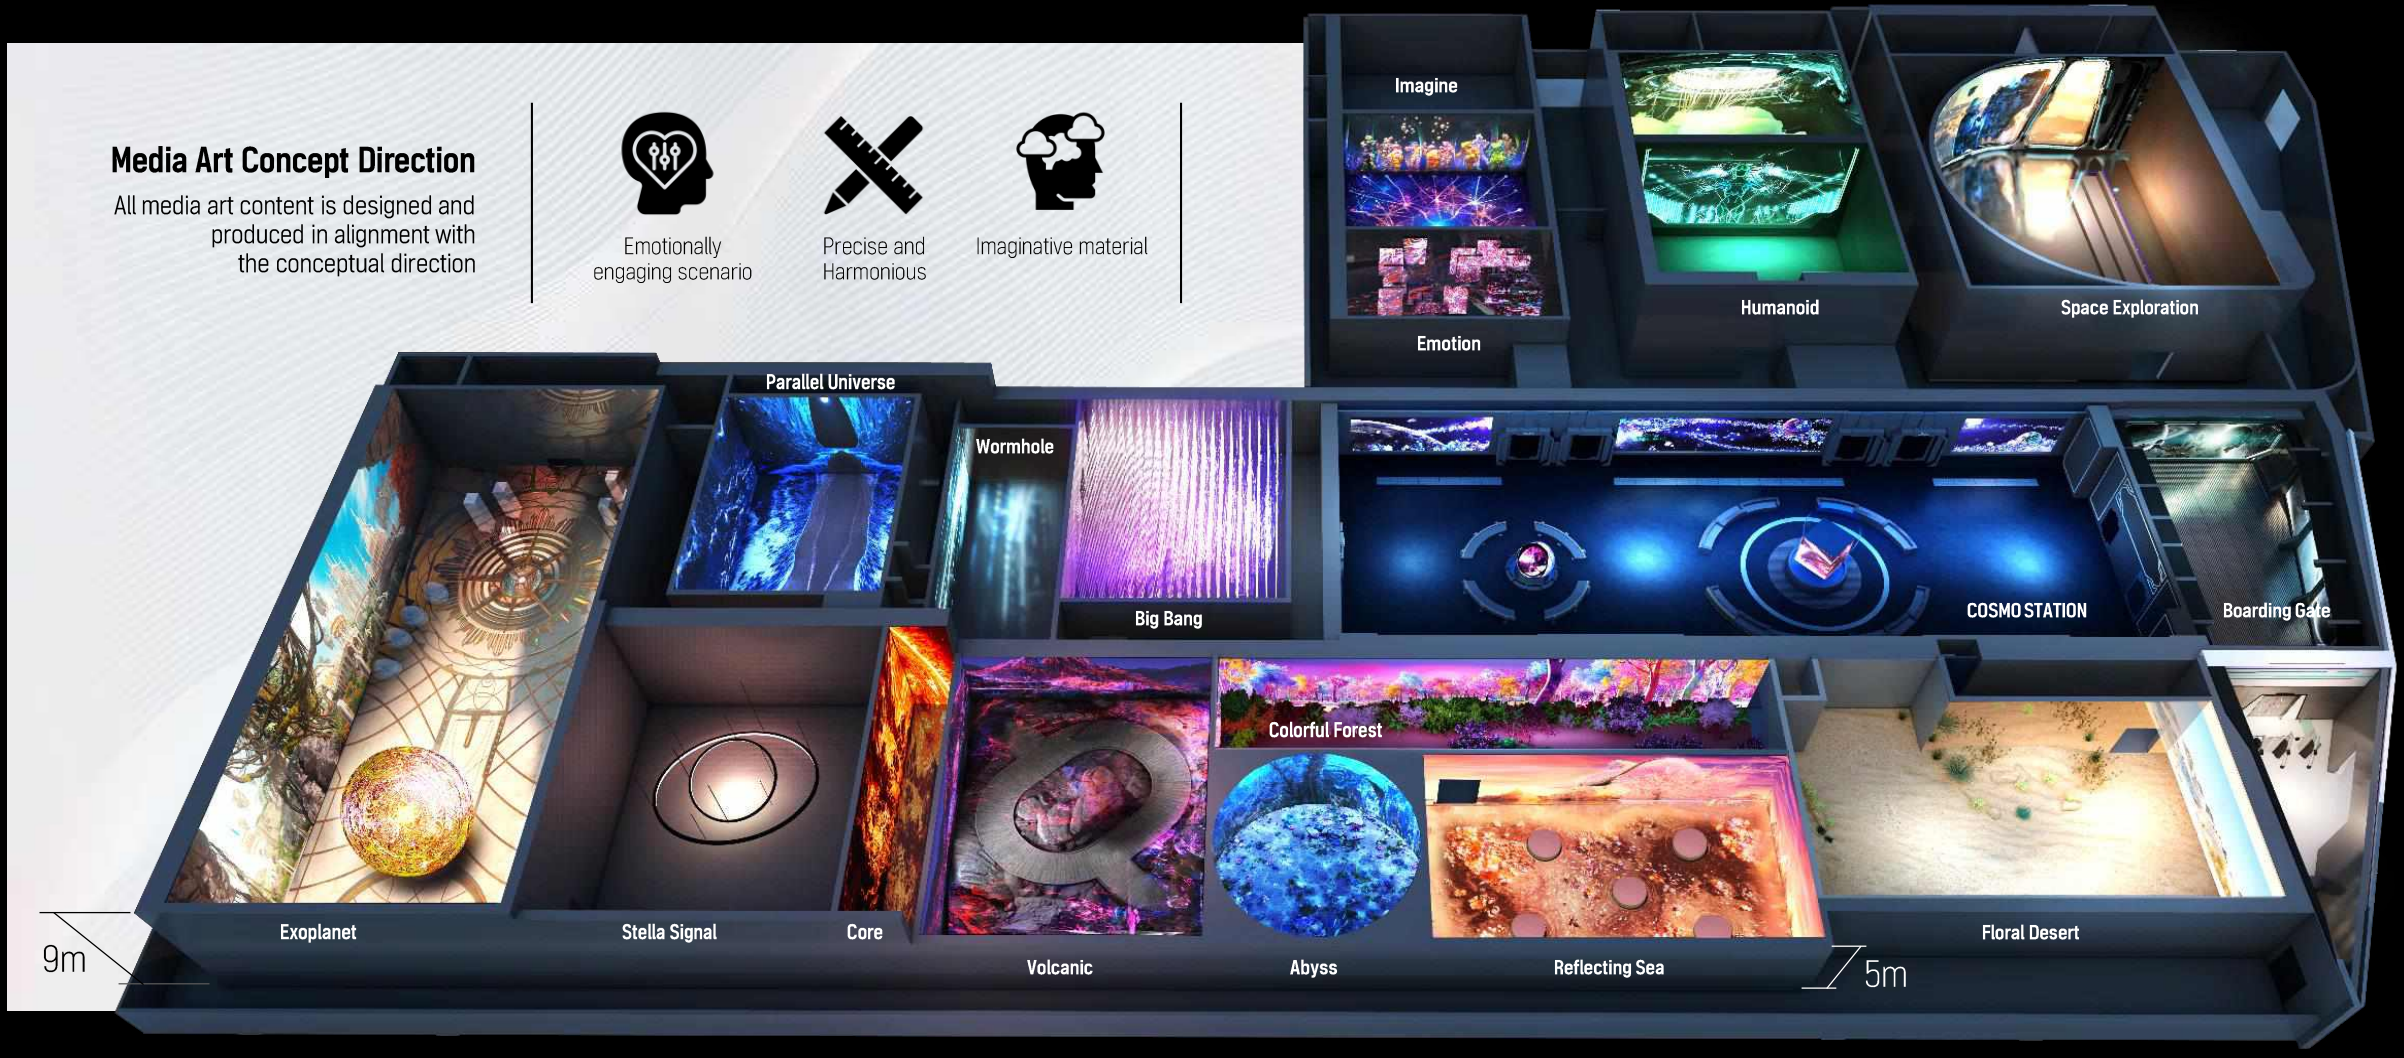 Media Art Concept Direction
All media art content is designed and
produced in alignment with
the conceptual direction
Emotionally
engaging scenario
Precise and
Harmonious
Imaginative material
Imagine
Emotion
Humanoid
Space Exploration
Parallel Universe
Wormhole
Big Bang
COSMO STATION
Boarding Gate
Colorful Forest
Exoplanet
Stella Signal
Core
Volcanic
Abyss
Reflecting Sea
Floral Desert
9m
5m